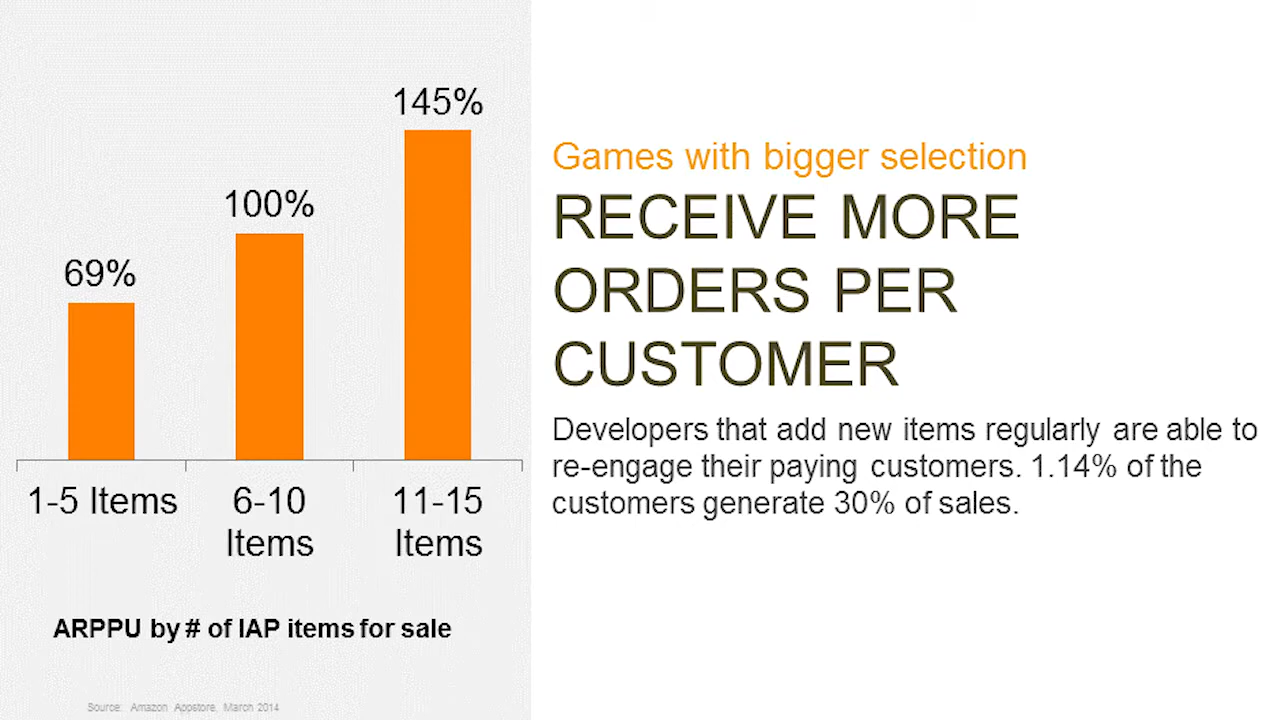 145%
100%
69%
1-5 Items
6-10
Items
11-15
Items
ARPPU by # of IAP items for sale
Source: Amazon Appstore, March 2014
Games with bigger selection
RECEIVE MORE
ORDERS PER
CUSTOMER
Developers that add new items regularly are able to
re-engage their paying customers. 1.14% of the
customers generate 30% of sales.